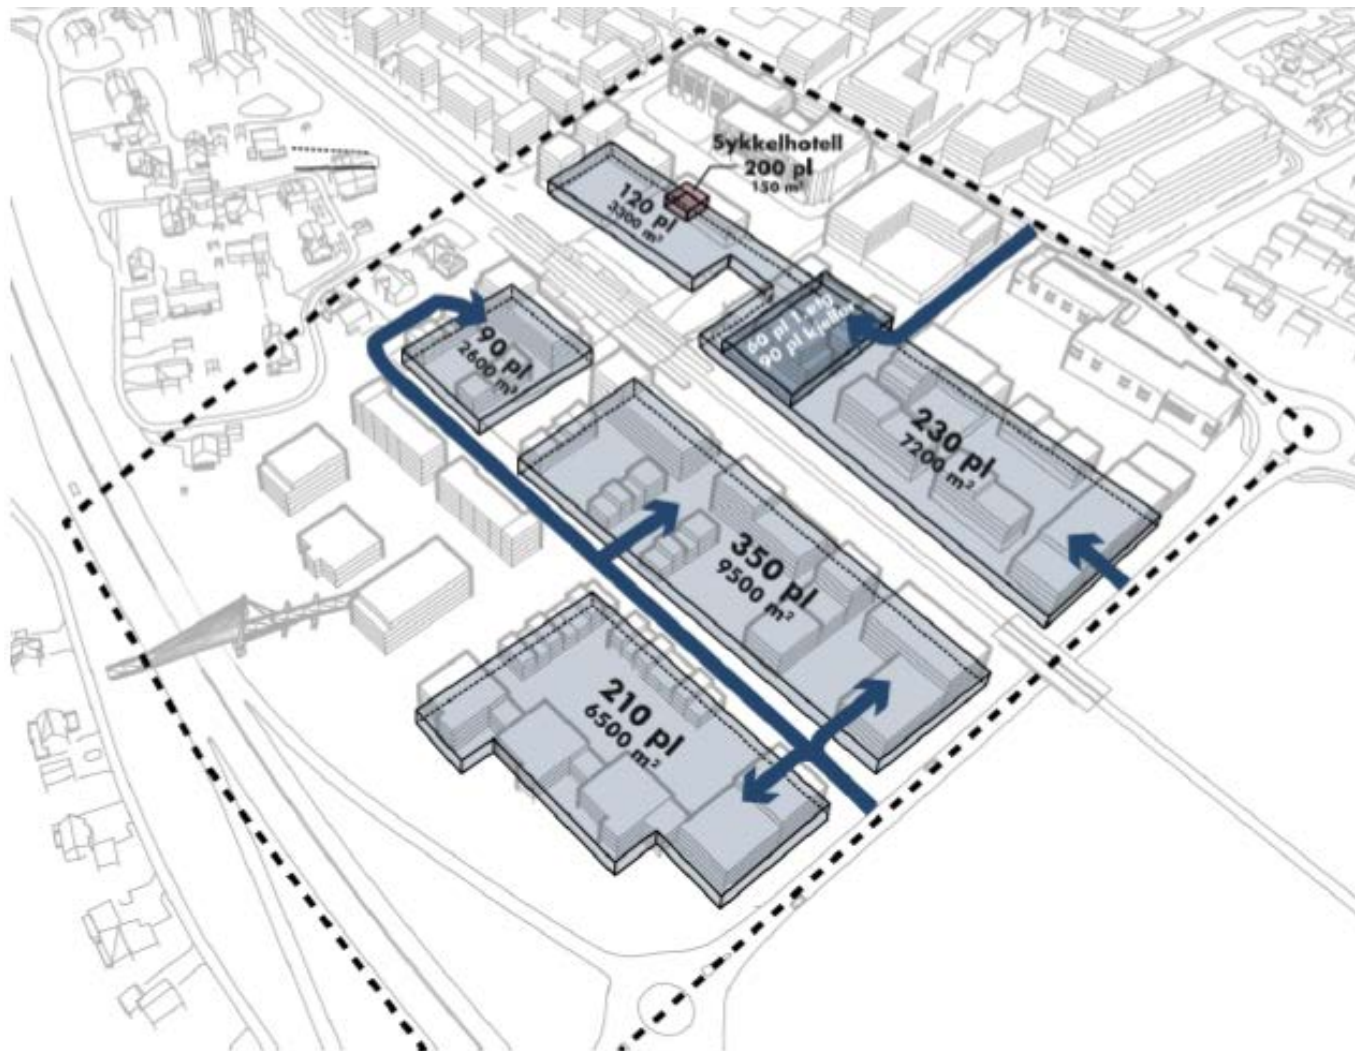 Sykkelhotell
200 pl
150 m²
120 pl
3300 m²
60 pl 1.etg
90 pl kjeller
90 pl
2600 m²
230 pl
7200 m²
350 pl
9500 m²
210 pl
6500 m²